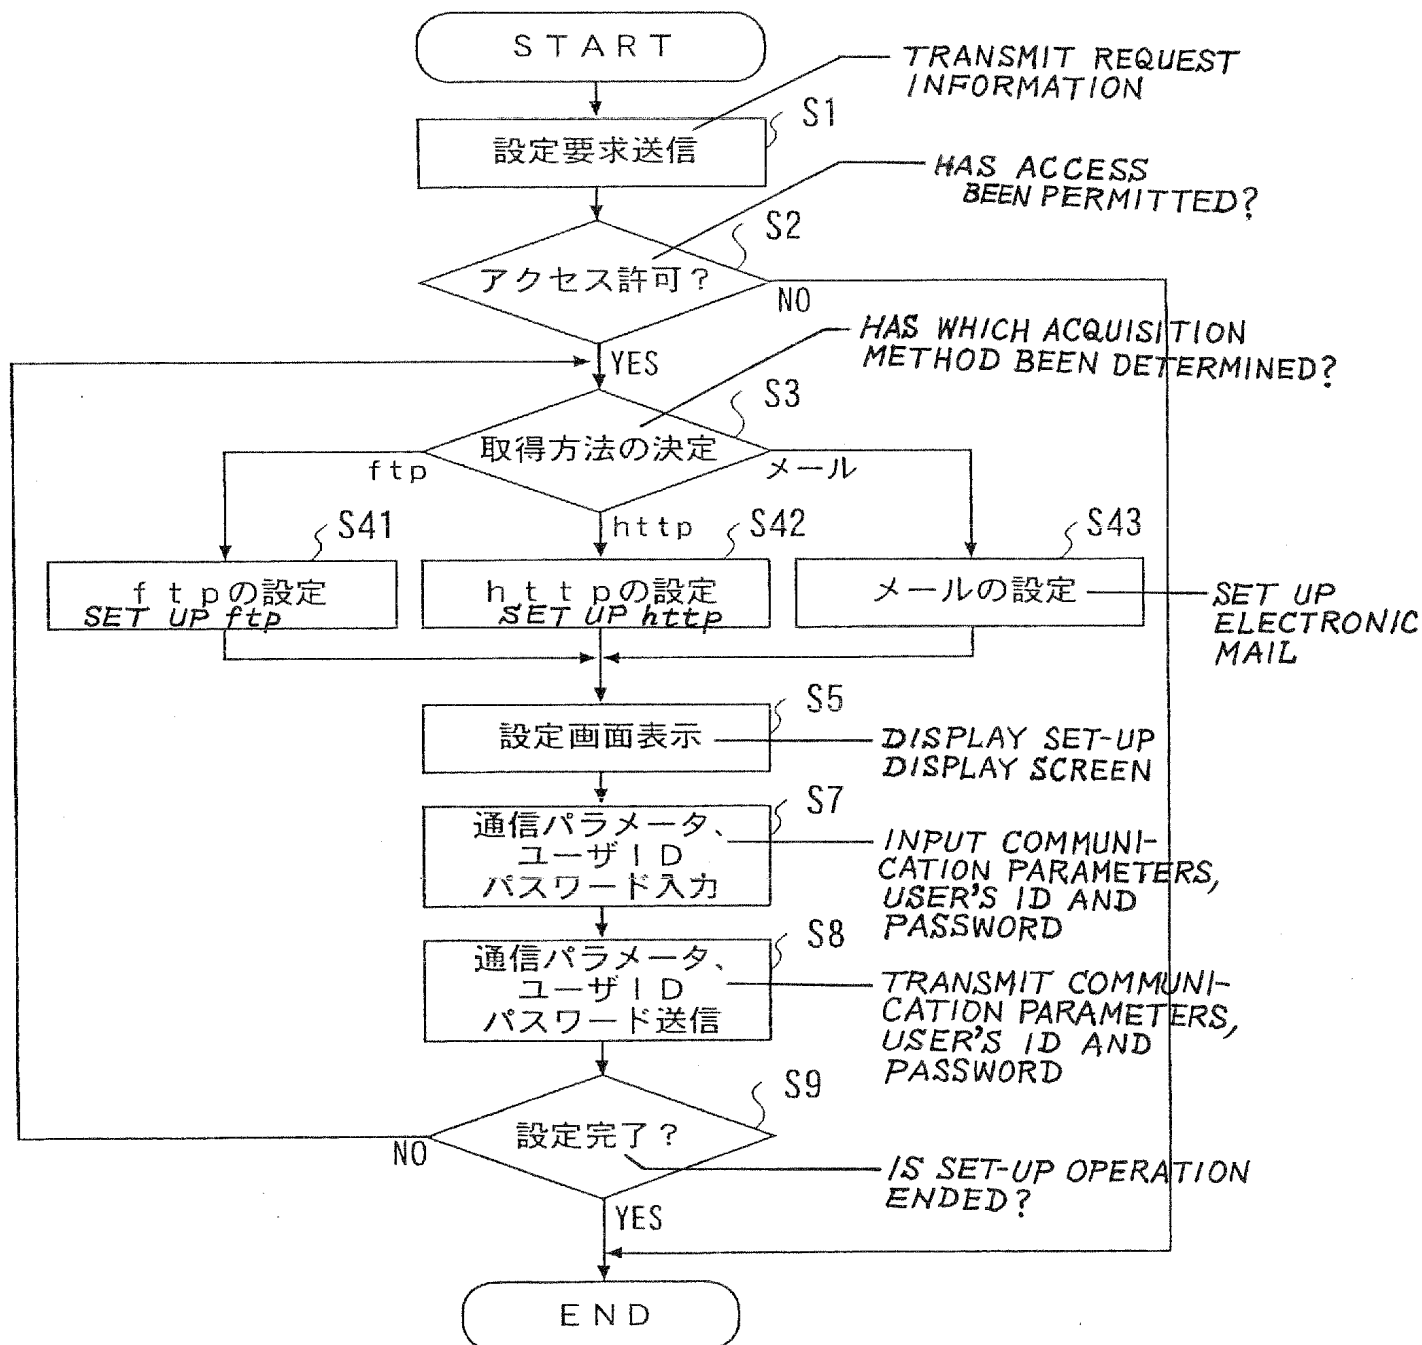 START
TRANSMIT REQUEST
INFORMATION
S1
設定要求送信
HAS ACCESS
BEEN PERMITTED?
S2
アクセス許可？
NO
YES
HAS WHICH ACQUISITION
METHOD BEEN DETERMINED?
S3
取得方法の決定
ftp
メール
http
S41
ftpの設定
SET UP ftp
S42
httpの設定
SET UP http
S43
メールの設定
SET UP
ELECTRONIC
MAIL
S5
設定画面表示
DISPLAY SET-UP
DISPLAY SCREEN
S7
通信パラメータ、
ユーザID
パスワード入力
INPUT COMMUNI-
CATION PARAMETERS,
USER'S ID AND
PASSWORD
S8
通信パラメータ、
ユーザID
パスワード送信
TRANSMIT COMMUNI-
CATION PARAMETERS,
USER'S ID AND
PASSWORD
S9
設定完了？
NO
IS SET-UP OPERATION
ENDED?
YES
END